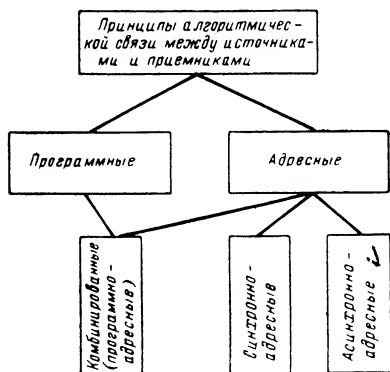 Принципы алгоритмичес-
кой связи между источника-
ми и приемниками
Программные
Адресные
Комбинированные
(программно-
адресные)
Синхронно-
адресные
Асинхронно-
адресные